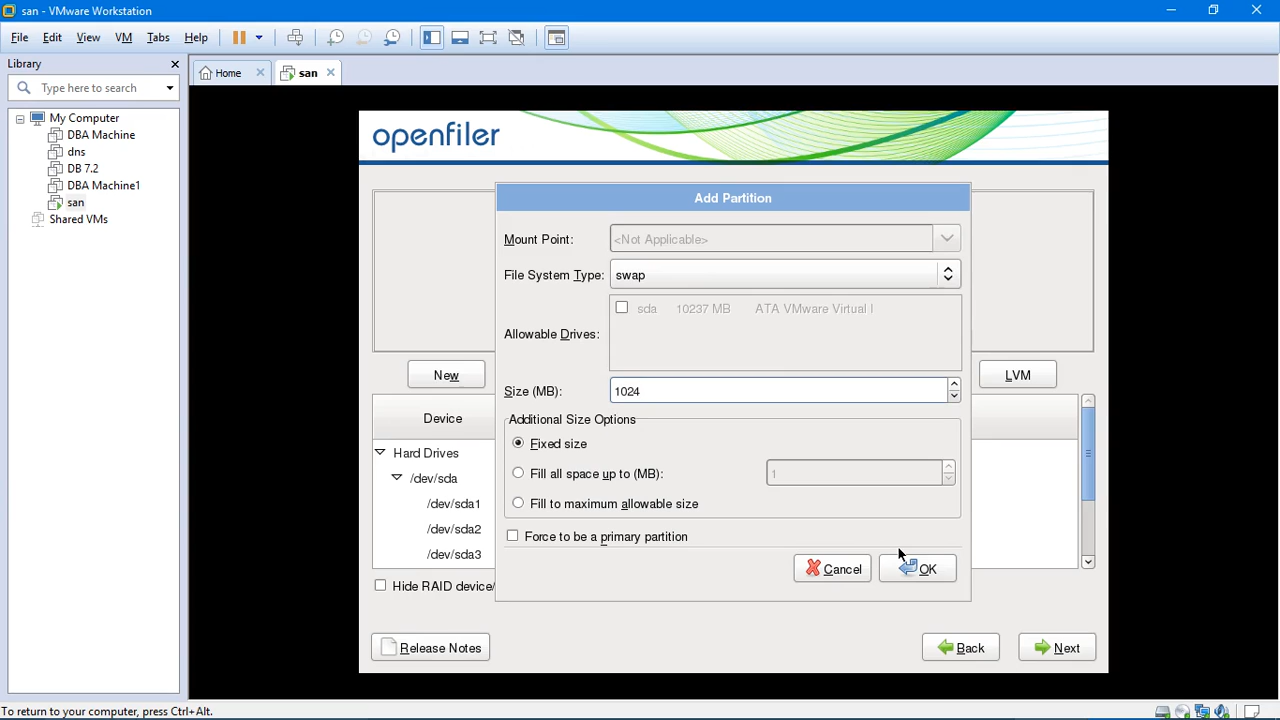 san - VMware Workstation
File Edit View VM Tabs Help
Library
Type here to search
My Computer
DBA Machine
dns
DB 7.2
DBA Machine1
san
Shared VMs
Home
san
openfiler
Add Partition
Mount Point: <Not Applicable>
File System Type: swap
Allowable Drives:
sda 10237 MB ATA VMware Virtual I
Size (MB): 1024
Additional Size Options
Fixed size
Fill all space up to (MB): 1
Fill to maximum allowable size
Force to be a primary partition
Cancel OK
New
LVM
Device
Hard Drives
/dev/sda
/dev/sda1
/dev/sda2
/dev/sda3
Hide RAID device/
Release Notes
Back
Next
To return to your computer, press Ctrl+Alt.